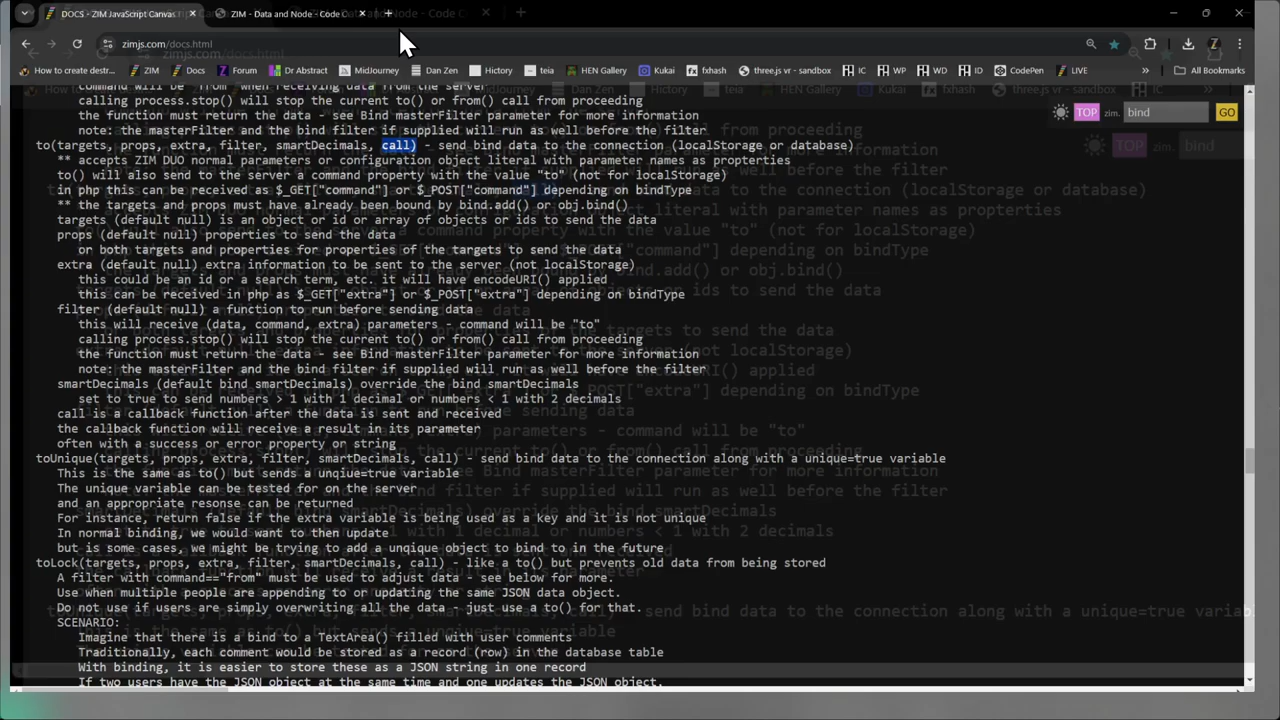 DOCS - ZIM JavaScript Canvas
ZIM - Data and Node - Code C
zimjs.com/docs.html
How to create destr...
ZIM
Docs
Forum
Dr Abstract
MidJourney
Dan Zen
Hictory
teia
HEN Gallery
Kukai
fxhash
three.js vr - sandbox
IC
WP
WD
ID
CodePen
LIVE
»
All Bookmarks
TOP zim. bind GO
command will be "from" when receiving data from the server
calling process.stop() will stop the current to() or from() call from proceeding
the function must return the data - see Bind masterFilter parameter for more information
note: the masterFilter and the bind filter if supplied will run as well before the filter
to(targets, props, extra, filter, smartDecimals, call) - send bind data to the connection (localStorage or database)
** accepts ZIM DUO normal parameters or configuration object literal with parameter names as propterties
to() will also send to the server a command property with the value "to" (not for localStorage)
in php this can be received as $_GET["command"] or $_POST["command"] depending on bindType
** the targets and props must have already been bound by bind.add() or obj.bind()
targets (default null) is an object or id or array of objects or ids to send the data
props (default null) properties to send the data
or both targets and properties for properties of the targets to send the data
extra (default null) extra information to be sent to the server (not localStorage)
this could be an id or a search term, etc. it will have encodeURI() applied
this can be received in php as $_GET["extra"] or $_POST["extra"] depending on bindType
filter (default null) a function to run before sending data
this will receive (data, command, extra) parameters - command will be "to"
calling process.stop() will stop the current to() or from() call from proceeding
the function must return the data - see Bind masterFilter parameter for more information
note: the masterFilter and the bind filter if supplied will run as well before the filter
smartDecimals (default bind smartDecimals) override the bind smartDecimals
set to true to send numbers > 1 with 1 decimal or numbers < 1 with 2 decimals
call is a callback function after the data is sent and received
the callback function will receive a result in its parameter
often with a success or error property or string
toUnique(targets, props, extra, filter, smartDecimals, call) - send bind data to the connection along with a unique=true variable
This is the same as to() but sends a unqiue=true variable
The unique variable can be tested for on the server
and an appropriate resonse can be returned
For instance, return false if the extra variable is being used as a key and it is not unique
In normal binding, we would want to then update
but is some cases, we might be trying to add a unqique object to bind to in the future
toLock(targets, props, extra, filter, smartDecimals, call) - like a to() but prevents old data from being stored
A filter with command=="from" must be used to adjust data - see below for more.
Use when multiple people are appending to or updating the same JSON data object.
Do not use if users are simply overwriting all the data - just use a to() for that.
SCENARIO:
Imagine that there is a bind to a TextArea() filled with user comments
Traditionaly, each comment would be stored as a record (row) in the database table
With binding, it is easier to store these as a JSON string in one record
If two users have the JSON object at the same time and one updates the JSON object,